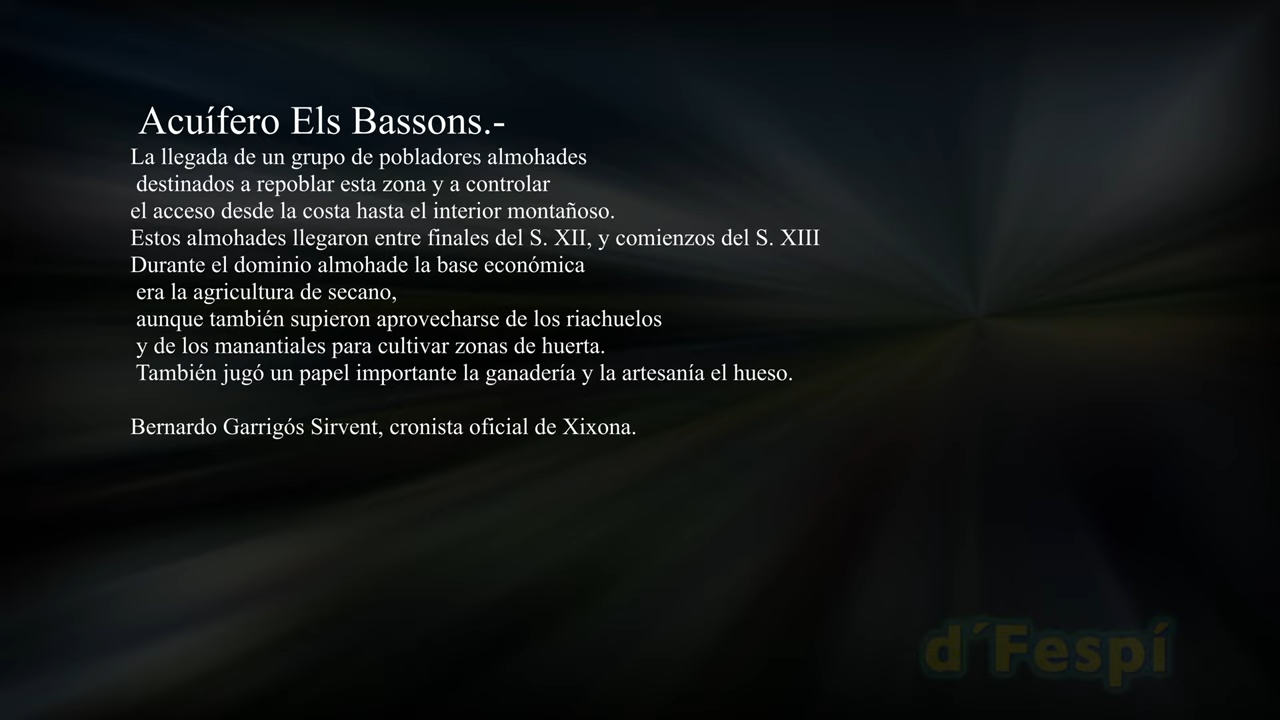 Acuífero Els Bassons.-
La llegada de un grupo de pobladores almohades
destinados a repoblar esta zona y a controlar
el acceso desde la costa hasta el interior montañoso.
Estos almohades llegaron entre finales del S. XII, y comienzos del S. XIII
Durante el dominio almohade la base económica
era la agricultura de secano,
aunque también supieron aprovecharse de los riachuelos
y de los manantiales para cultivar zonas de huerta.
También jugó un papel importante la ganadería y la artesanía el hueso.
Bernardo Garrigós Sirvent, cronista oficial de Xixona.
d´Fespí